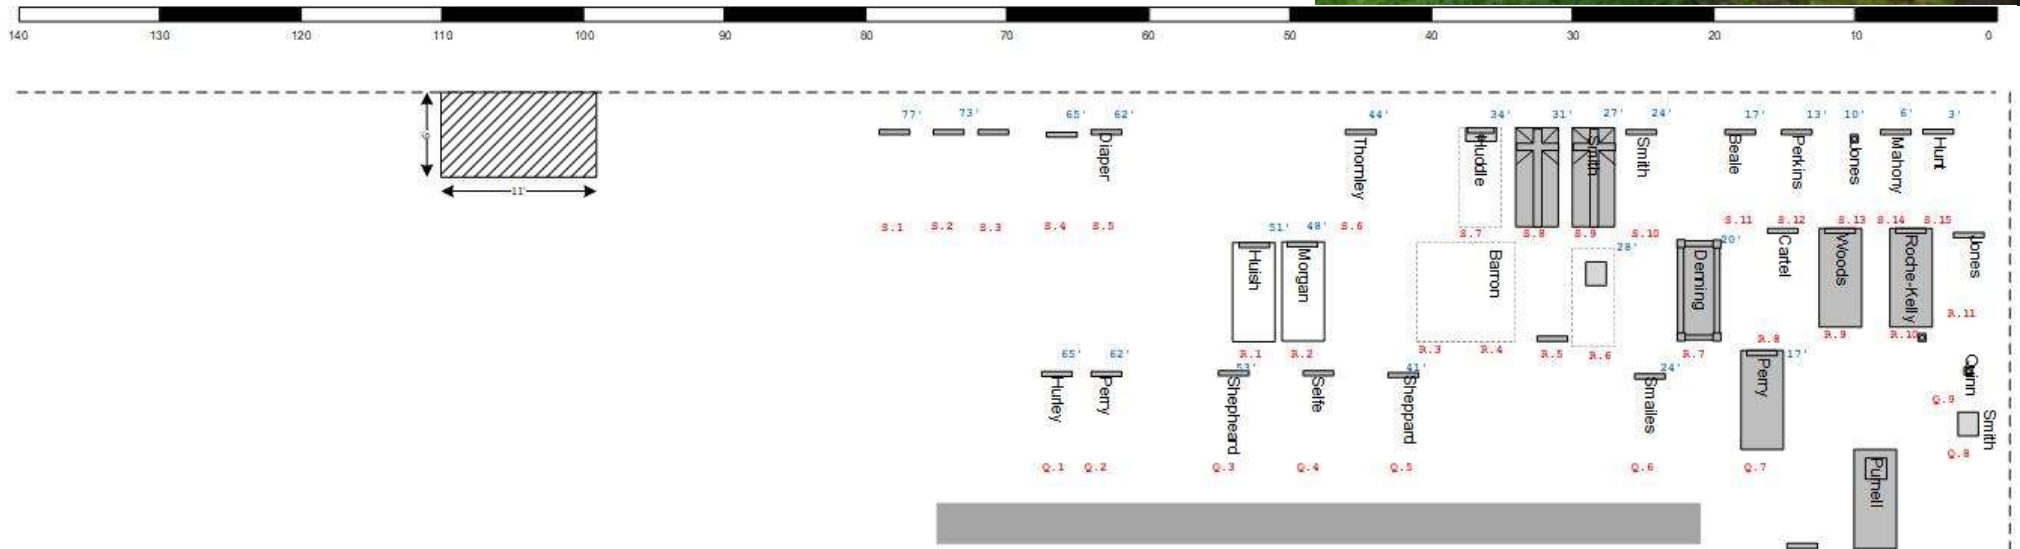 140 130 120 110 100 90 80 70 60 50 40 30 20 10 0
77' 73' 65' 62' 44' 34' 31' 27' 24' 17' 13' 10' 6' 3'
Diaper Thornley Huddle Smith Smith Beale Perkins Jones Mahony Hunt
11'
S.1 S.2 S.3 S.4 S.5 S.6 S.7 S.8 S.9 S.10 S.11 S.12 S.13 S.14 S.15
51' 48' 28' 20'
Huish Morgan Barron Denning Cartel Woods Roche-Kelly Jones
R.1 R.2 R.3 R.4 R.5 R.6 R.7 R.8 R.9 R.10 R.11
65' 62' 53' 41' 24' 17'
Hurley Perry Shepheard Selfe Sheppard Smailes Perry Quinn
Smith
Q.1 Q.2 Q.3 Q.4 Q.5 Q.6 Q.7 Q.8 Q.9
Purnell